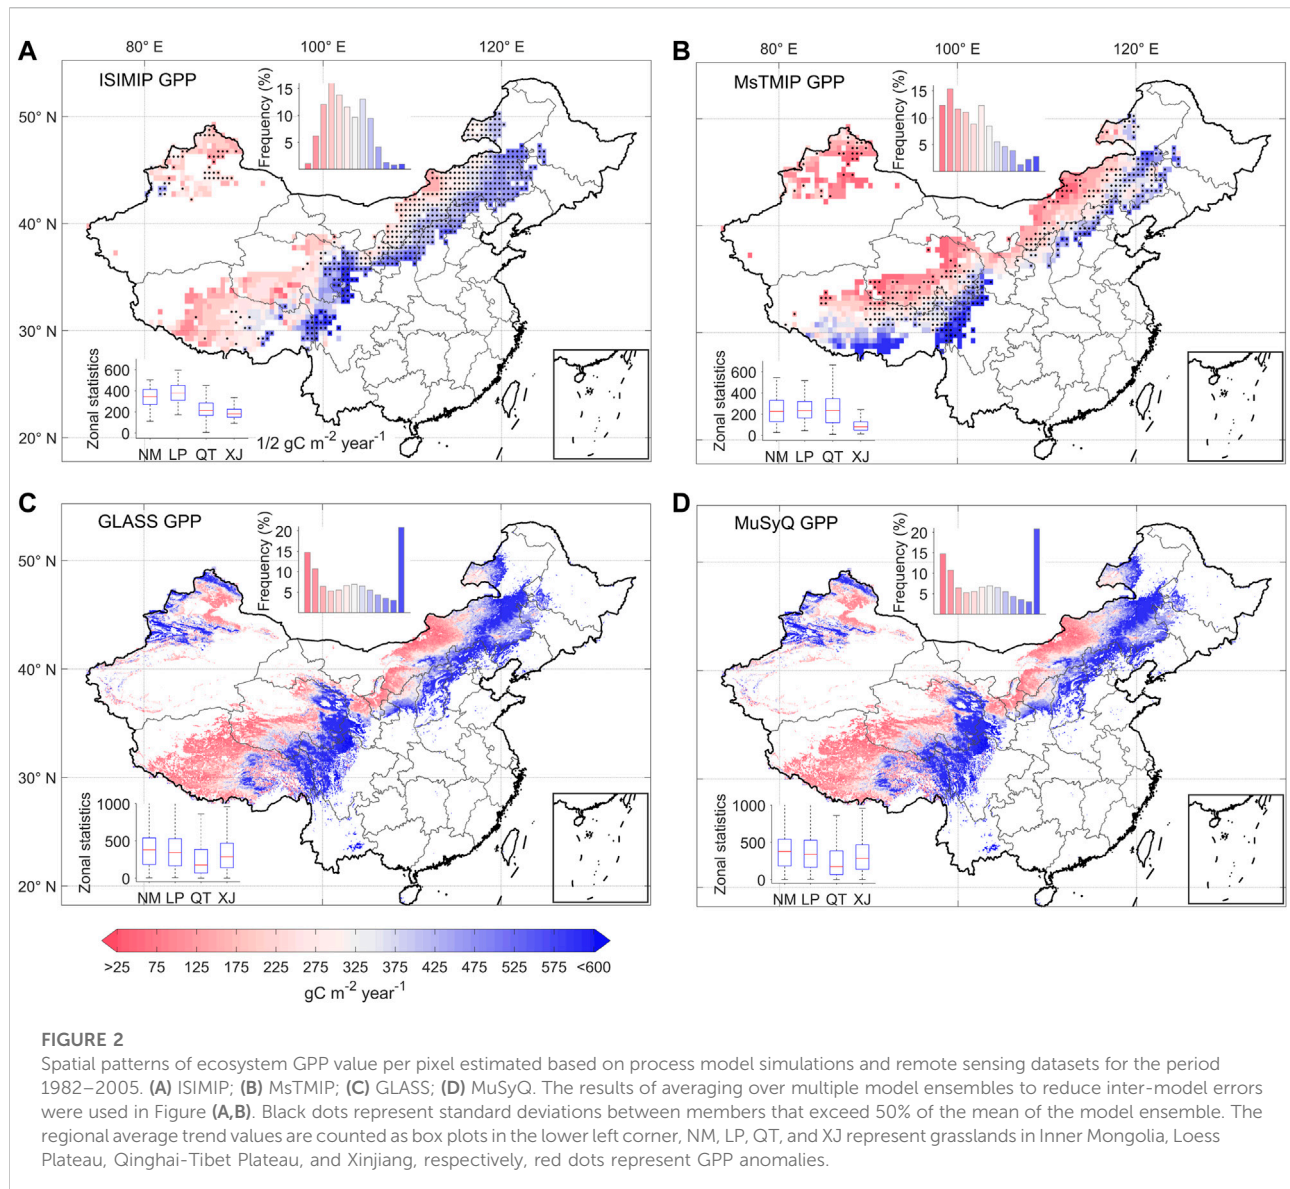 A
80° E
100° E
120° E
ISIMIP GPP
Frequency (%)
15
10
5
50° N
40° N
30° N
20° N
Zonal statistics
600
400
200
0
NM LP QT XJ
1/2 gC m⁻² year⁻¹
B
80° E
100° E
120° E
MsTMIP GPP
Frequency (%)
15
10
5
Zonal statistics
600
400
200
0
NM LP QT XJ
C
GLASS GPP
Frequency (%)
20
15
10
5
50° N
40° N
30° N
20° N
Zonal statistics
1000
500
0
NM LP QT XJ
D
MuSyQ GPP
Frequency (%)
20
15
10
5
Zonal statistics
1000
500
0
NM LP QT XJ
>25 75 125 175 225 275 325 375 425 475 525 575 <600
gC m⁻² year⁻¹
FIGURE 2
Spatial patterns of ecosystem GPP value per pixel estimated based on process model simulations and remote sensing datasets for the period
1982–2005. (A) ISIMIP; (B) MsTMIP; (C) GLASS; (D) MuSyQ. The results of averaging over multiple model ensembles to reduce inter-model errors
were used in Figure (A,B). Black dots represent standard deviations between members that exceed 50% of the mean of the model ensemble. The
regional average trend values are counted as box plots in the lower left corner, NM, LP, QT, and XJ represent grasslands in Inner Mongolia, Loess
Plateau, Qinghai-Tibet Plateau, and Xinjiang, respectively, red dots represent GPP anomalies.